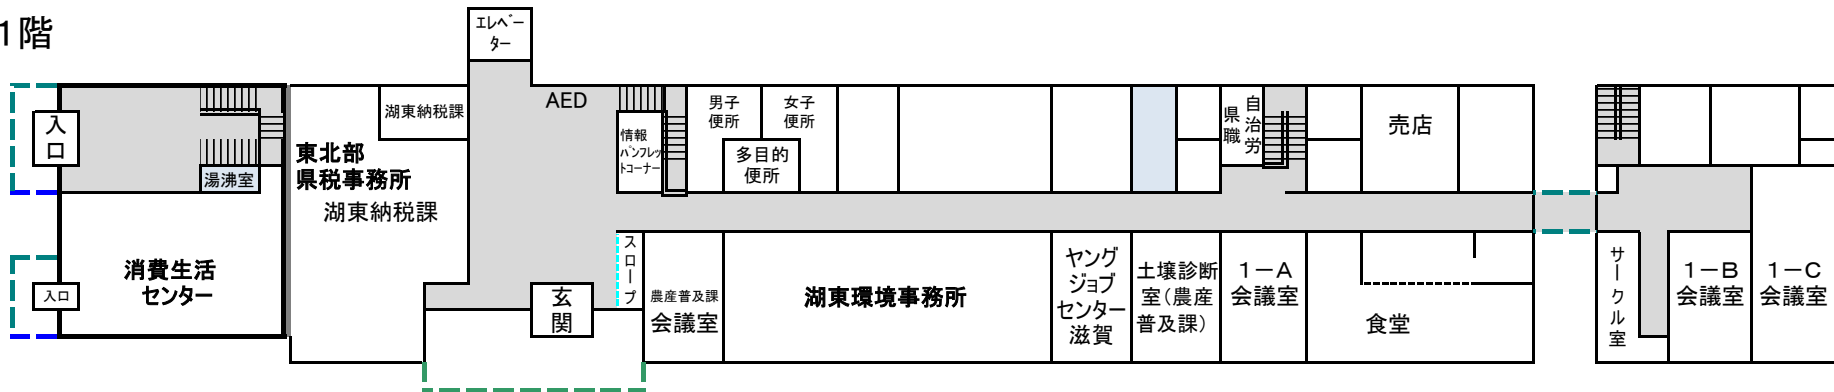 1階
エレベー
ター
AED
湖東納税課
入
口
湯沸室
東北部
県税事務所
湖東納税課
情報
パンフレッ
トコーナー
男子
便所
女子
便所
多目的
便所
自治労
県職
売店
消費生活
センター
入口
玄
関
スロープ
農産普及課
会議室
湖東環境事務所
ヤング
ジョブ
センター
滋賀
土壌診断
室(農産
普及課)
1-A
会議室
食堂
サークル室
1-B
会議室
1-C
会議室